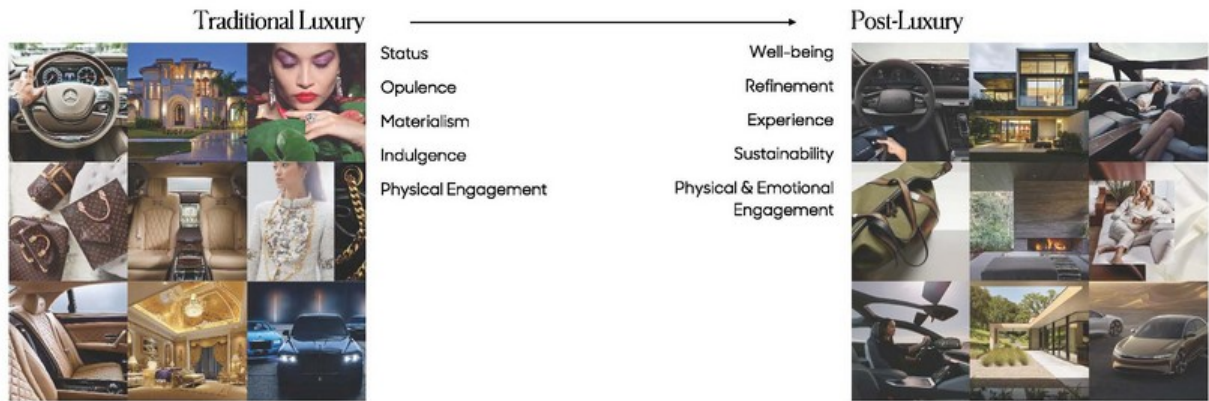 Traditional Luxury
Post-Luxury
Status
Opulence
Materialism
Indulgence
Physical Engagement
Well-being
Refinement
Experience
Sustainability
Physical & Emotional
Engagement